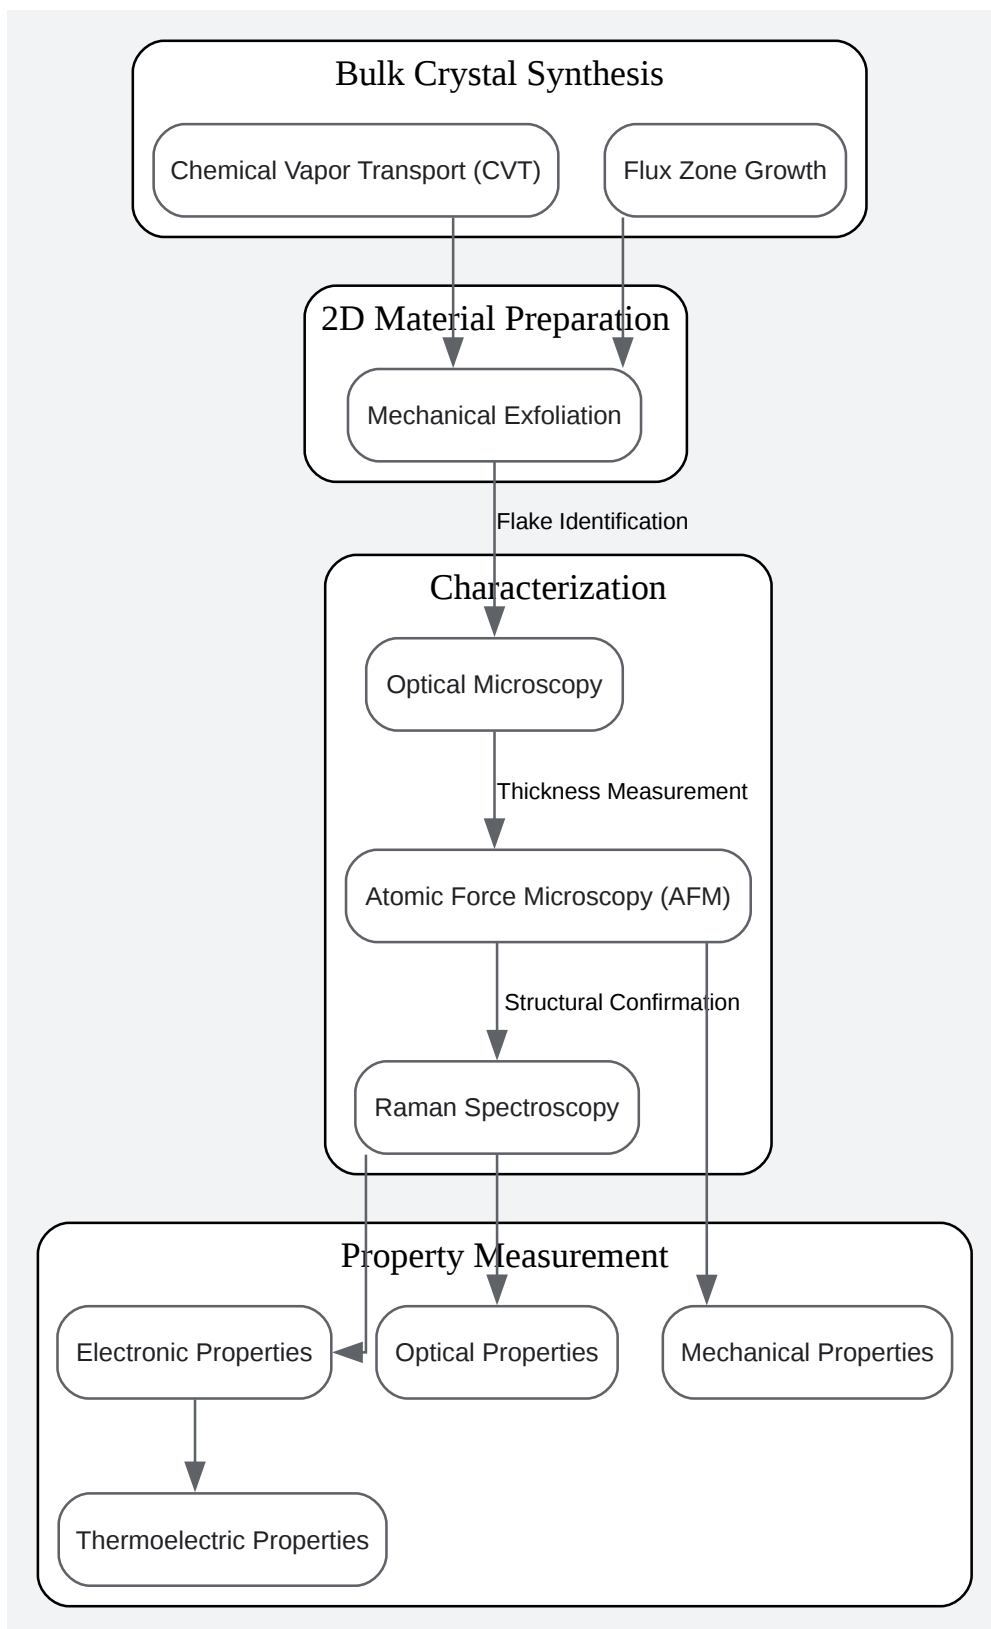 Bulk Crystal Synthesis
Chemical Vapor Transport (CVT)
Flux Zone Growth
2D Material Preparation
Mechanical Exfoliation
Flake Identification
Characterization
Optical Microscopy
Thickness Measurement
Atomic Force Microscopy (AFM)
Structural Confirmation
Raman Spectroscopy
Property Measurement
Electronic Properties
Optical Properties
Mechanical Properties
Thermoelectric Properties